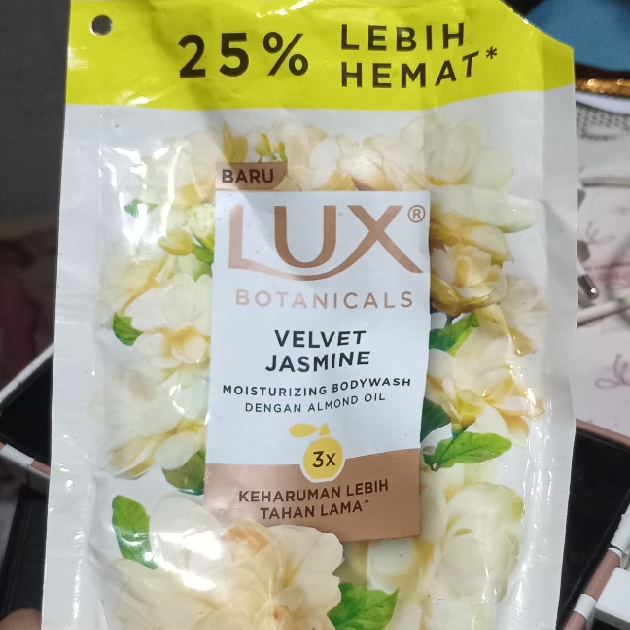 25% LEBIH
HEMAT*
BARU
LUX®
BOTANICALS
VELVET
JASMINE
MOISTURIZING BODYWASH
DENGAN ALMOND OIL
3x
KEHARUMAN LEBIH
TAHAN LAMA^